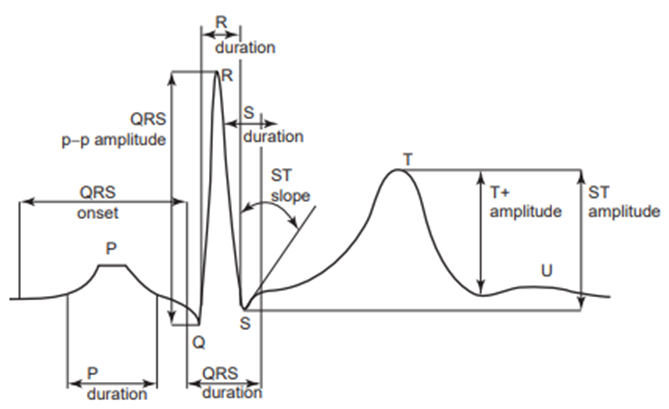 R
duration
R
QRS
p–p amplitude
S
duration
ST
slope
T
T+
amplitude
ST
amplitude
QRS
onset
P
U
S
Q
P
duration
QRS
duration